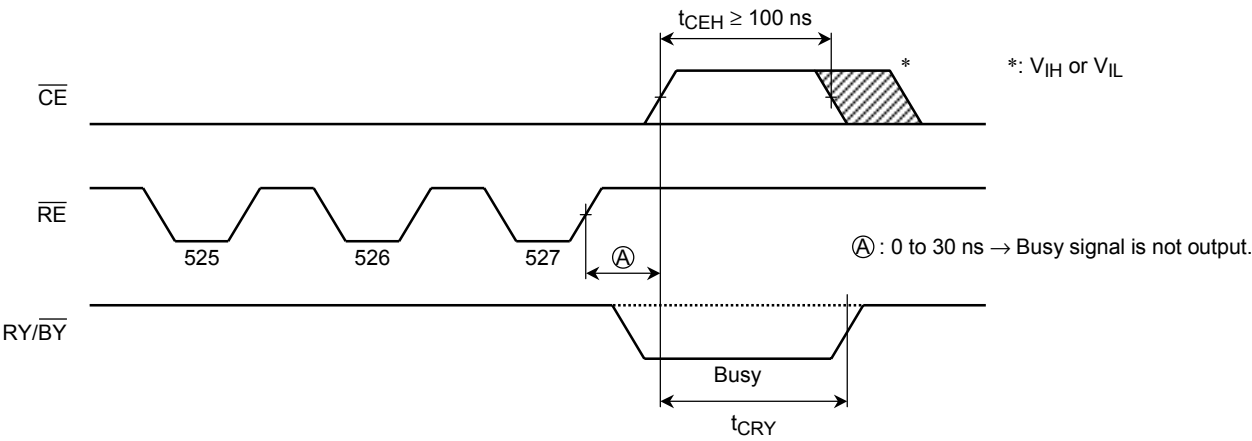 tCEH ≥ 100 ns
CE
*
*: VIH or VIL
RE
525
526
527
A
A : 0 to 30 ns → Busy signal is not output.
RY/BY
Busy
tCRY